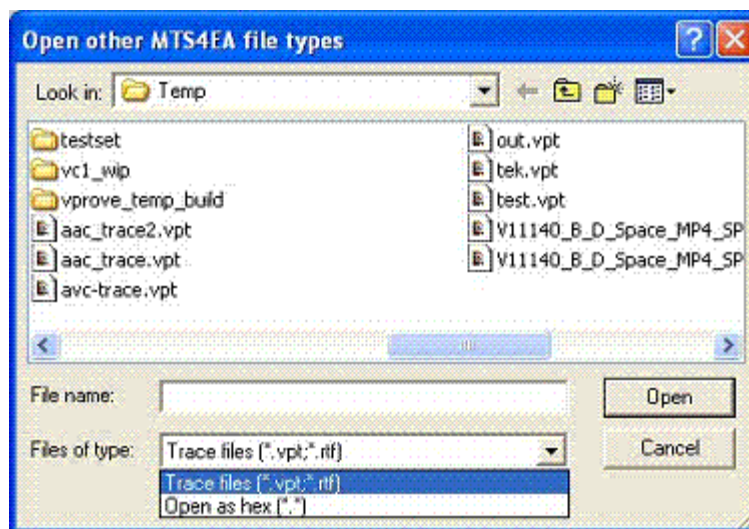 Open other MTS4EA file types
Look in: Temp
testset
vc1_wip
vprove_temp_build
aac_trace2.vpt
aac_trace.vpt
avc-trace.vpt
out.vpt
tek.vpt
test.vpt
V11140_B_D_Space_MP4_SP
V11140_B_D_Space_MP4_SP
File name:
Open
Files of type: Trace files (*.vpt;*.rtf)
Cancel
Trace files (*.vpt;*.rtf)
Open as hex (*.*)